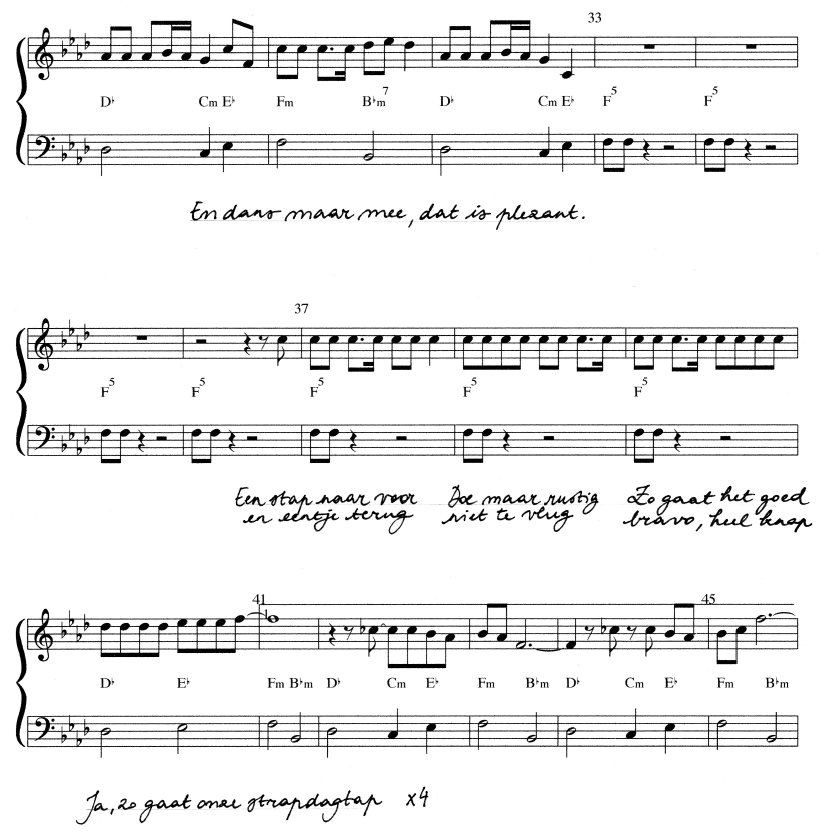 33
D♭ Cm E♭ Fm B♭m7 D♭ Cm E♭ F5 F5
En dans maar mee, dat is plezant.
37
F5 F5 F5 F5 F5
Een stap naar voor Doe maar rustig Zo gaat het goed
en eentje terug niet te vlug bravo, heel knap
41 45
D♭ E♭ Fm B♭m D♭ Cm E♭ Fm B♭m D♭ Cm E♭ Fm B♭m
Ja, zo gaat onze strapdagtap x4